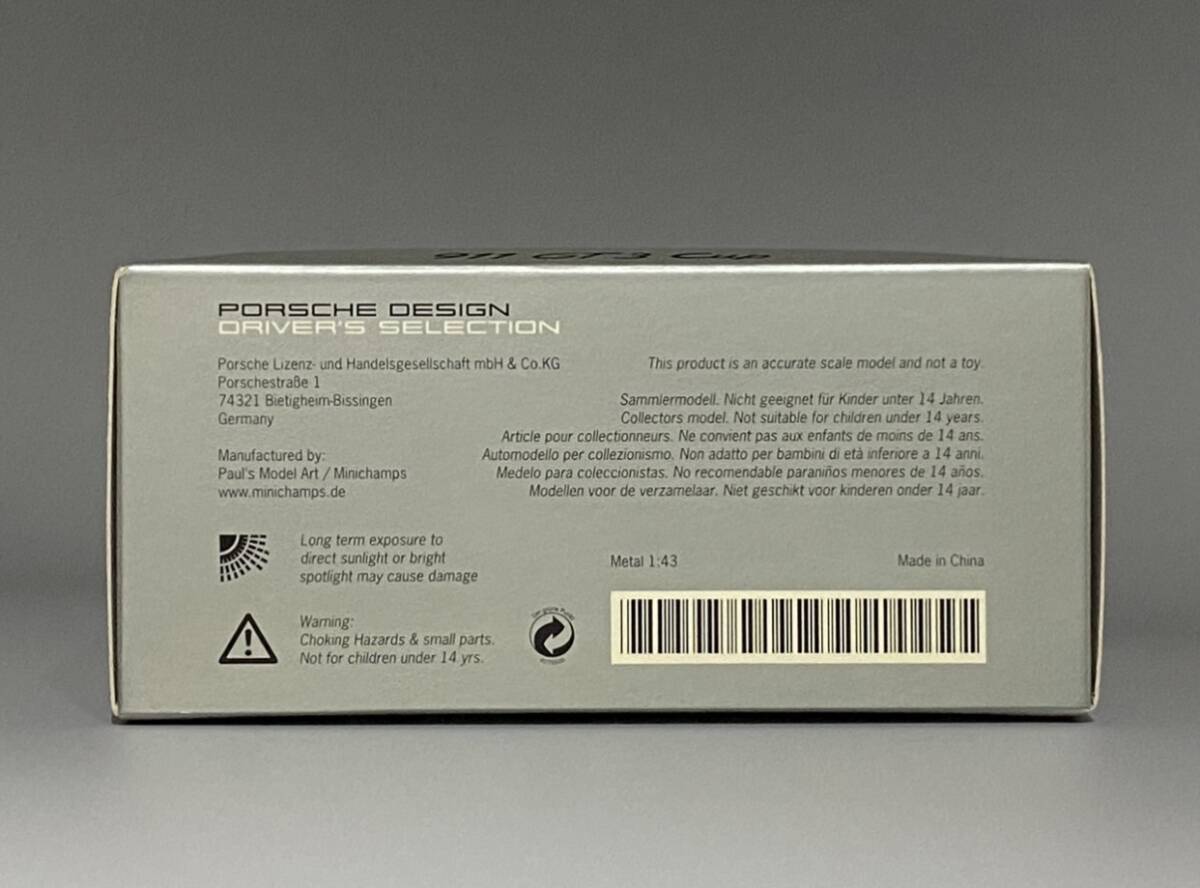 911 GT3 Cup
PORSCHE DESIGN
DRIVER'S SELECTION
Porsche Lizenz- und Handelsgesellschaft mbH & Co.KG
Porschestraße 1
74321 Bietigheim-Bissingen
Germany
Manufactured by:
Paul's Model Art / Minichamps
www.minichamps.de
This product is an accurate scale model and not a toy.
Sammlermodell. Nicht geeignet für Kinder unter 14 Jahren.
Collectors model. Not suitable for children under 14 years.
Article pour collectionneurs. Ne convient pas aux enfants de moins de 14 ans.
Automodello per collezionismo. Non adatto per bambini di età inferiore a 14 anni.
Medelo para coleccionistas. No recomendable paraniños menores de 14 años.
Modellen voor de verzamelaar. Niet geschikt voor kinderen onder 14 jaar.
Long term exposure to
direct sunlight or bright
spotlight may cause damage
Warning:
Choking Hazards & small parts.
Not for children under 14 yrs.
Der grüne Punkt
Metal 1:43
Made in China